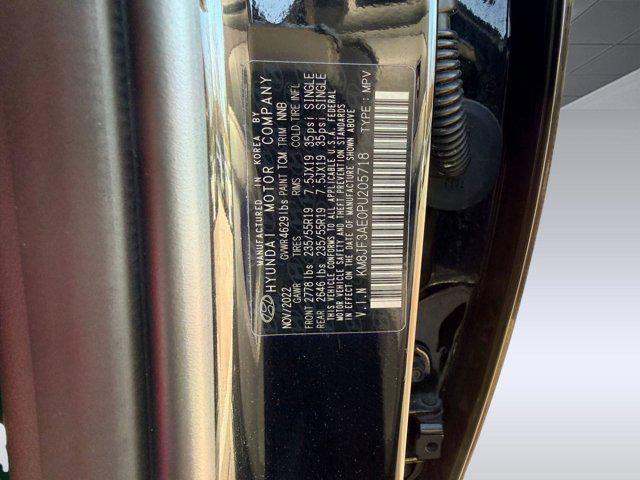 MANUFACTURED IN KOREA BY
HYUNDAI MOTOR COMPANY
NOV/2022 GVWR 4629 lbs PAINT TCM TRIM NNB
GAWR TIRES RIMS COLD TIRE INFL
FRONT 2778 lbs 235/55R19 7.5JX19 35psi SINGLE
REAR 2646 lbs 235/55R19 7.5JX19 35psi SINGLE
THIS VEHICLE CONFORMS TO ALL APPLICABLE U.S.A. FEDERAL
MOTOR VEHICLE SAFETY, THEFT PREVENTION STANDARDS
IN EFFECT ON THE DATE OF MANUFACTURE SHOWN ABOVE
V.I.N KM8JF3AE0PU205718 TYPE : MPV